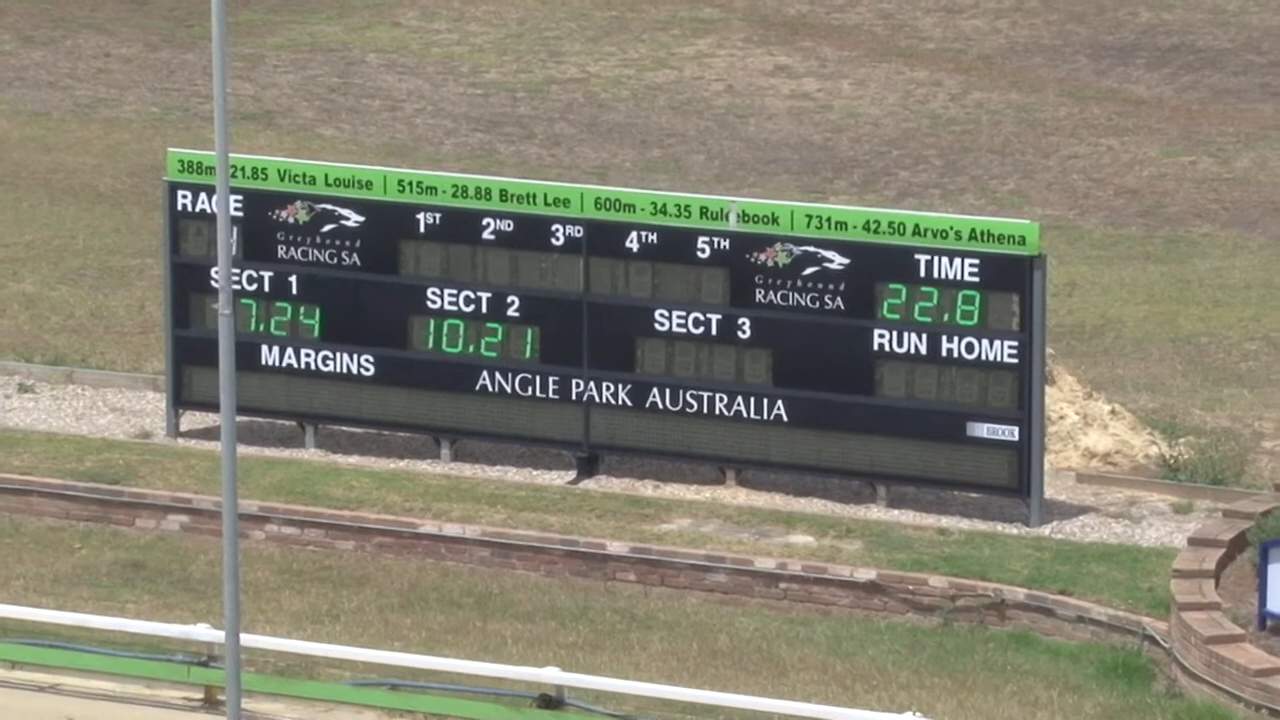 388m 21.85 Victa Louise | 515m - 28.88 Brett Lee | 600m - 34.35 Rulebook | 731m - 42.50 Arvo's Athena
RACE
Greyhound
RACING SA
1ST 2ND 3RD 4TH 5TH
Greyhound
RACING SA
TIME
22.8
SECT 1
7.24
SECT 2
10.21
SECT 3
RUN HOME
MARGINS
ANGLE PARK AUSTRALIA
BROOK